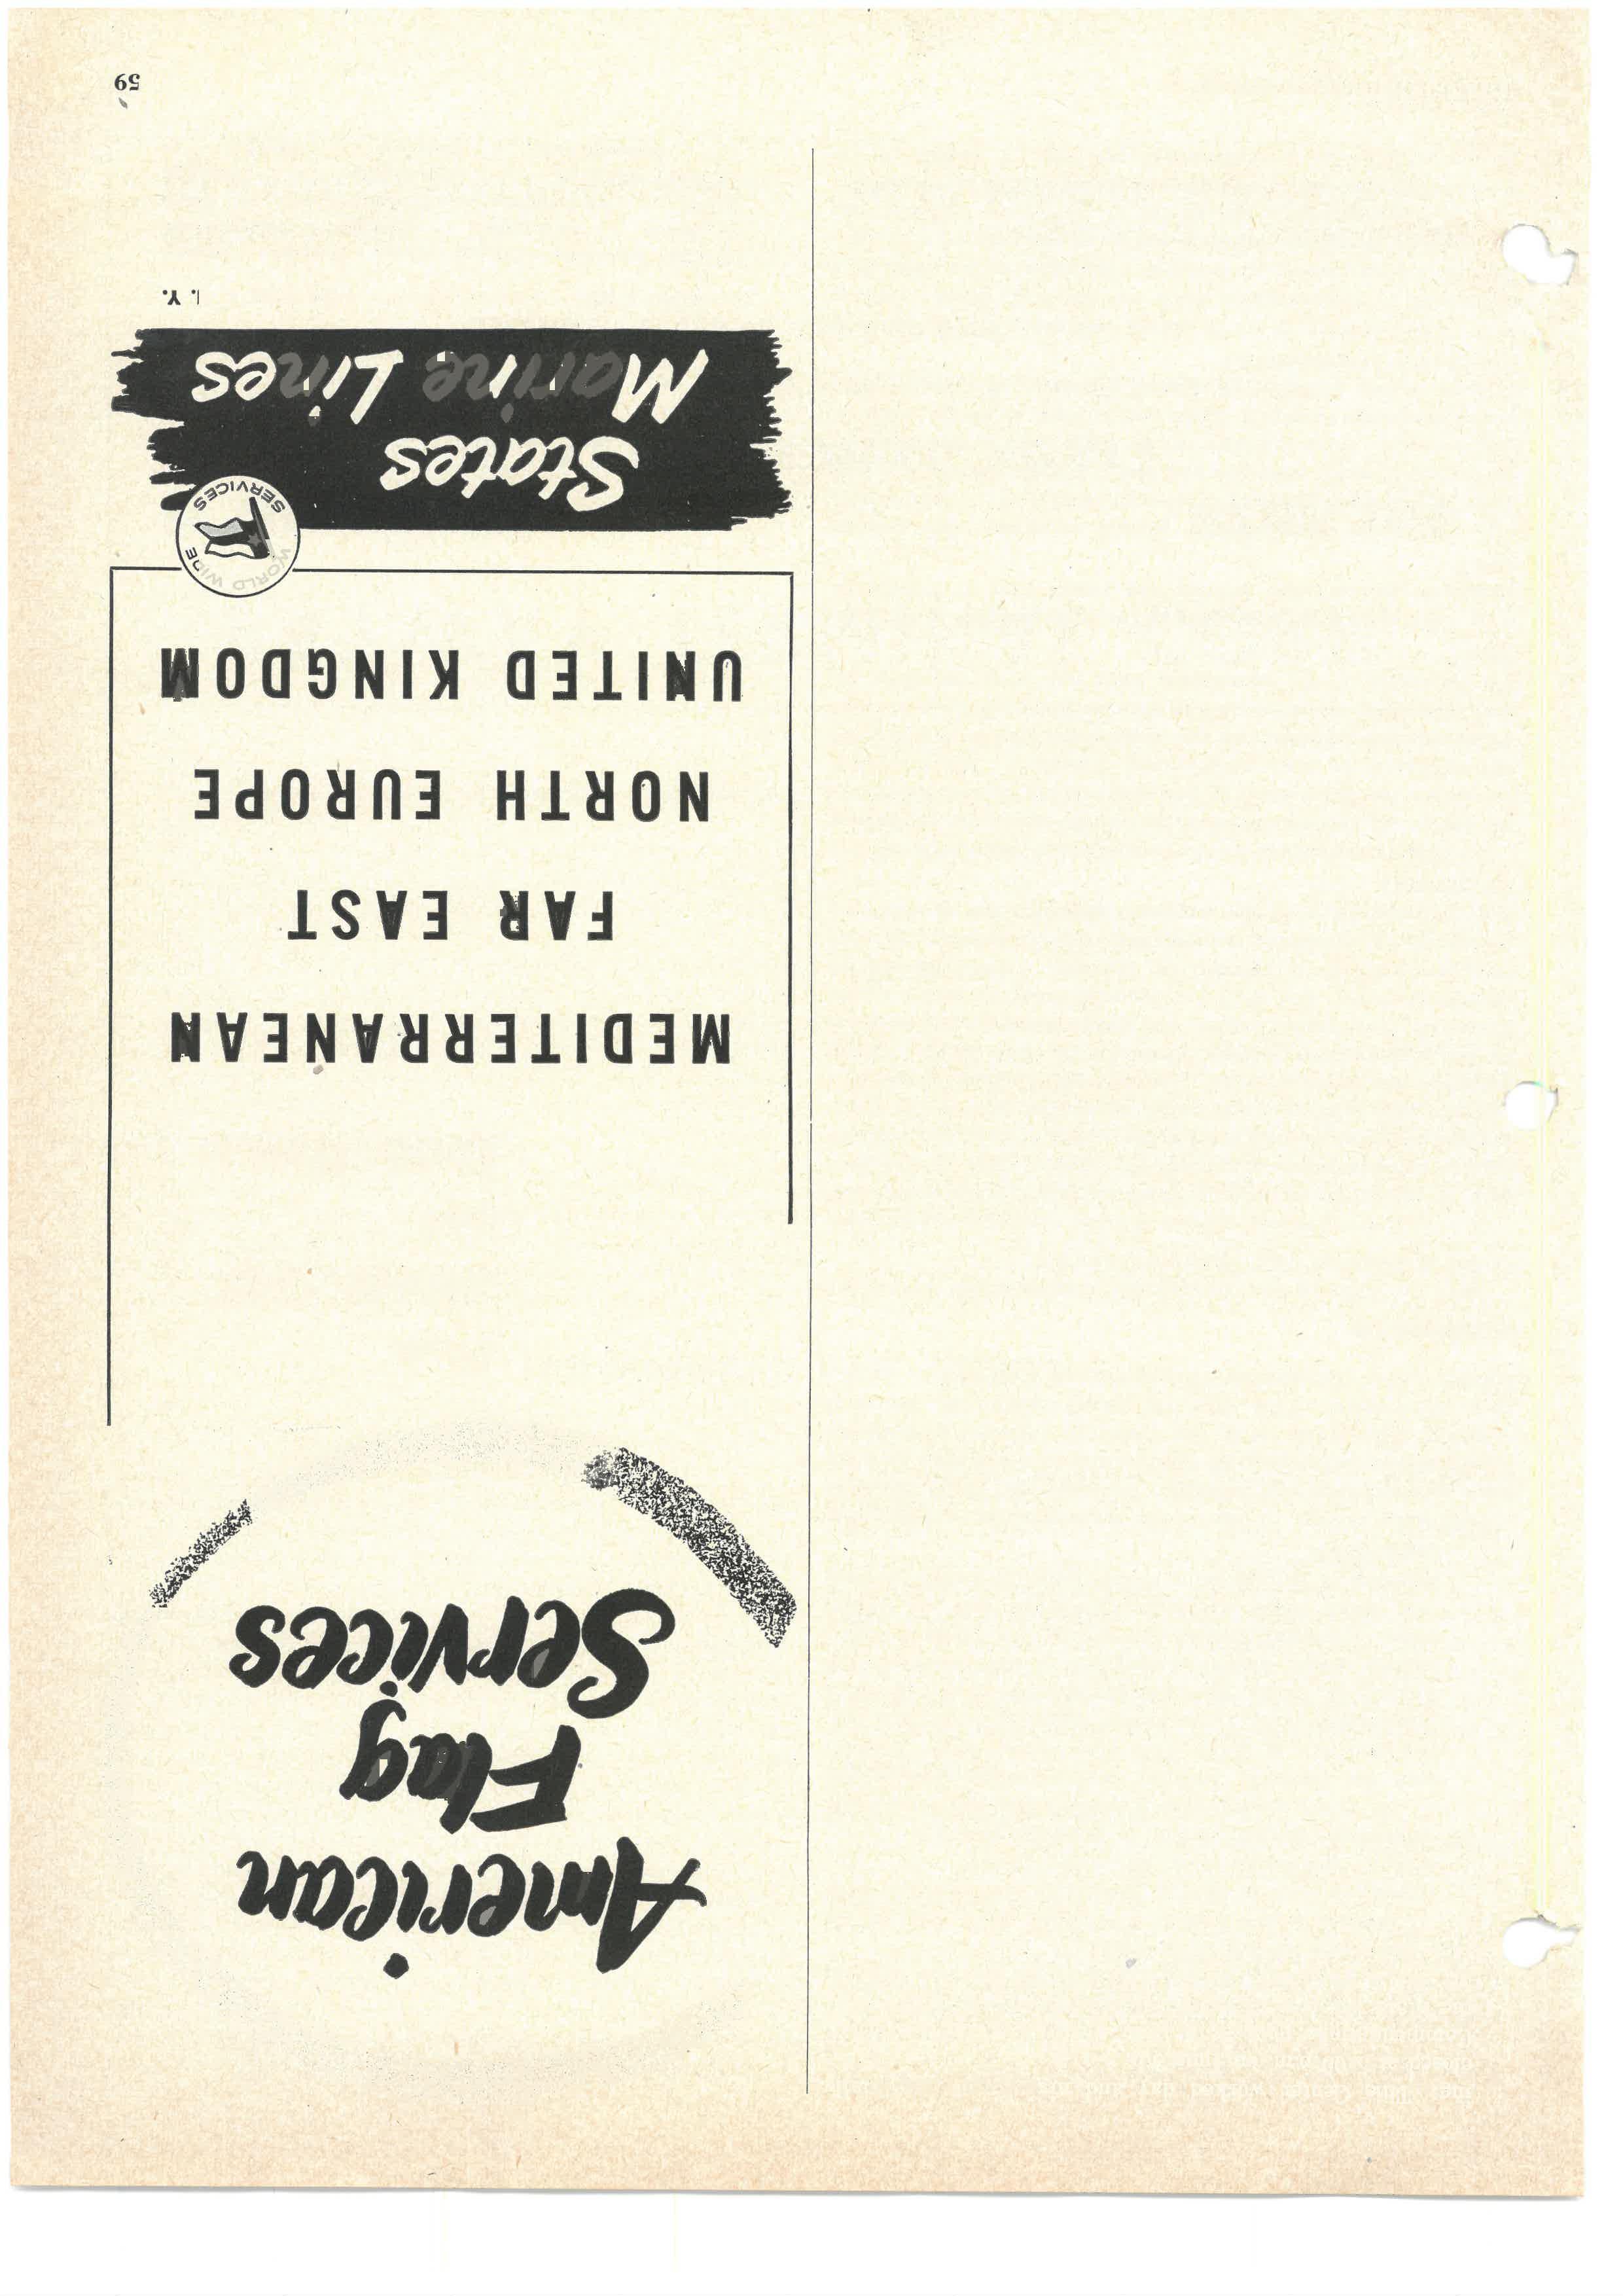 American
Flag
Services
MEDITERRANEAN
FAR EAST
NORTH EUROPE
UNITED KINGDOM
WORLD WIDE
SERVICES
States
Marine Lines
. Y.
59